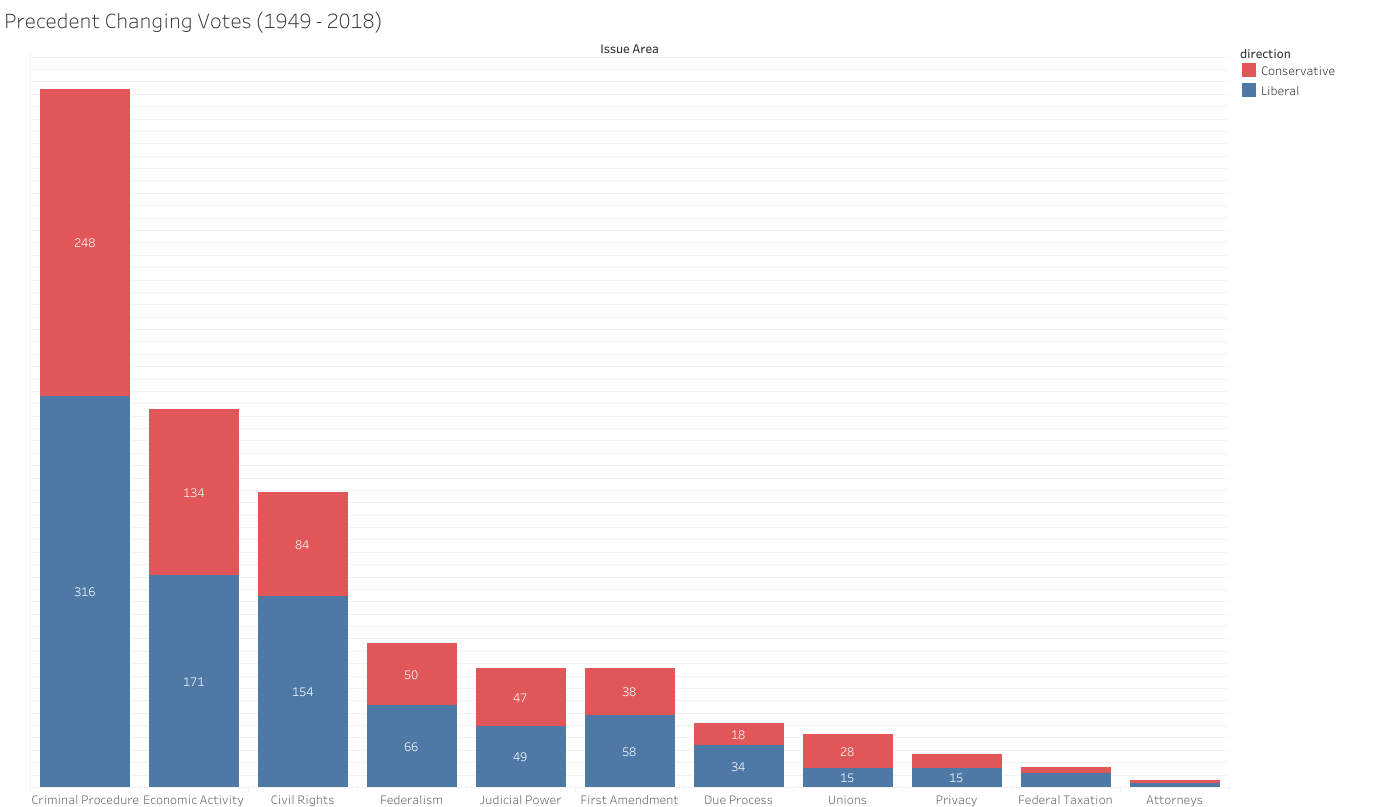 Precedent Changing Votes (1949 - 2018)
Issue Area
direction
Conservative
Liberal
248
134
84
316
171
154
50
47
38
18
28
66
49
58
34
15
15
Criminal Procedure
Economic Activity
Civil Rights
Federalism
Judicial Power
First Amendment
Due Process
Unions
Privacy
Federal Taxation
Attorneys